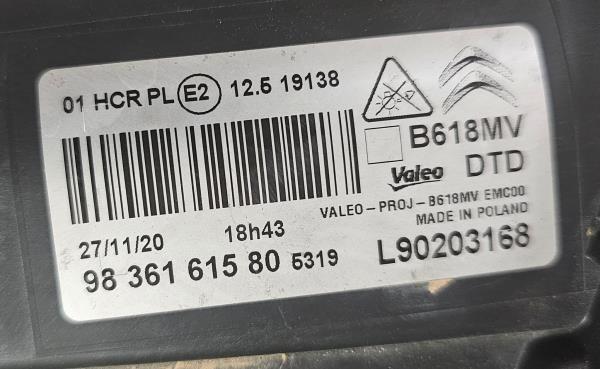 01 HCR PL E2 12.5 19138
B618MV
Valeo DTD
VALEO-PROJ-B618MV EMC00
MADE IN POLAND
27/11/20 18h43
98 361 615 80 5319
L90203168